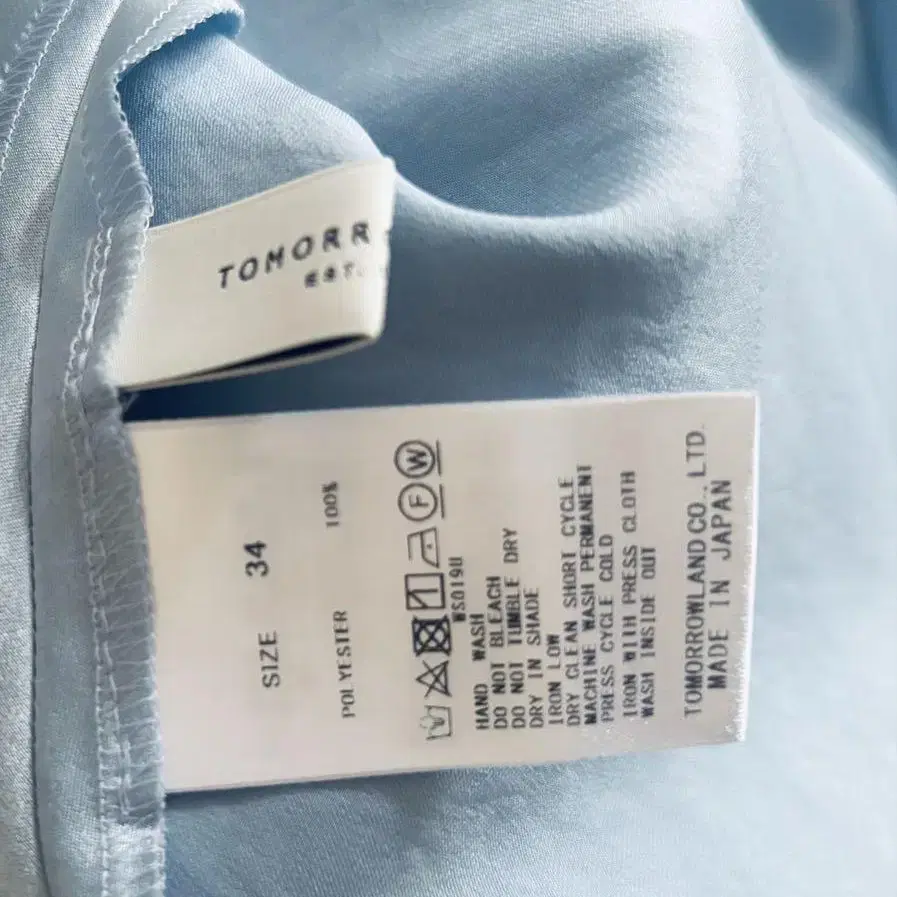 TOMORR
EST.
SIZE 34
POLYESTER 100%
F W
WS019U
HAND WASH
DO NOT BLEACH
DO NOT TUMBLE DRY
DRY IN SHADE
IRON LOW
DRY CLEAN SHORT CYCLE
MACHINE WASH PERMANENT
PRESS CYCLE COLD
IRON WITH PRESS CLOTH
WASH INSIDE OUT
TOMORROWLAND CO., LTD.
MADE IN JAPAN